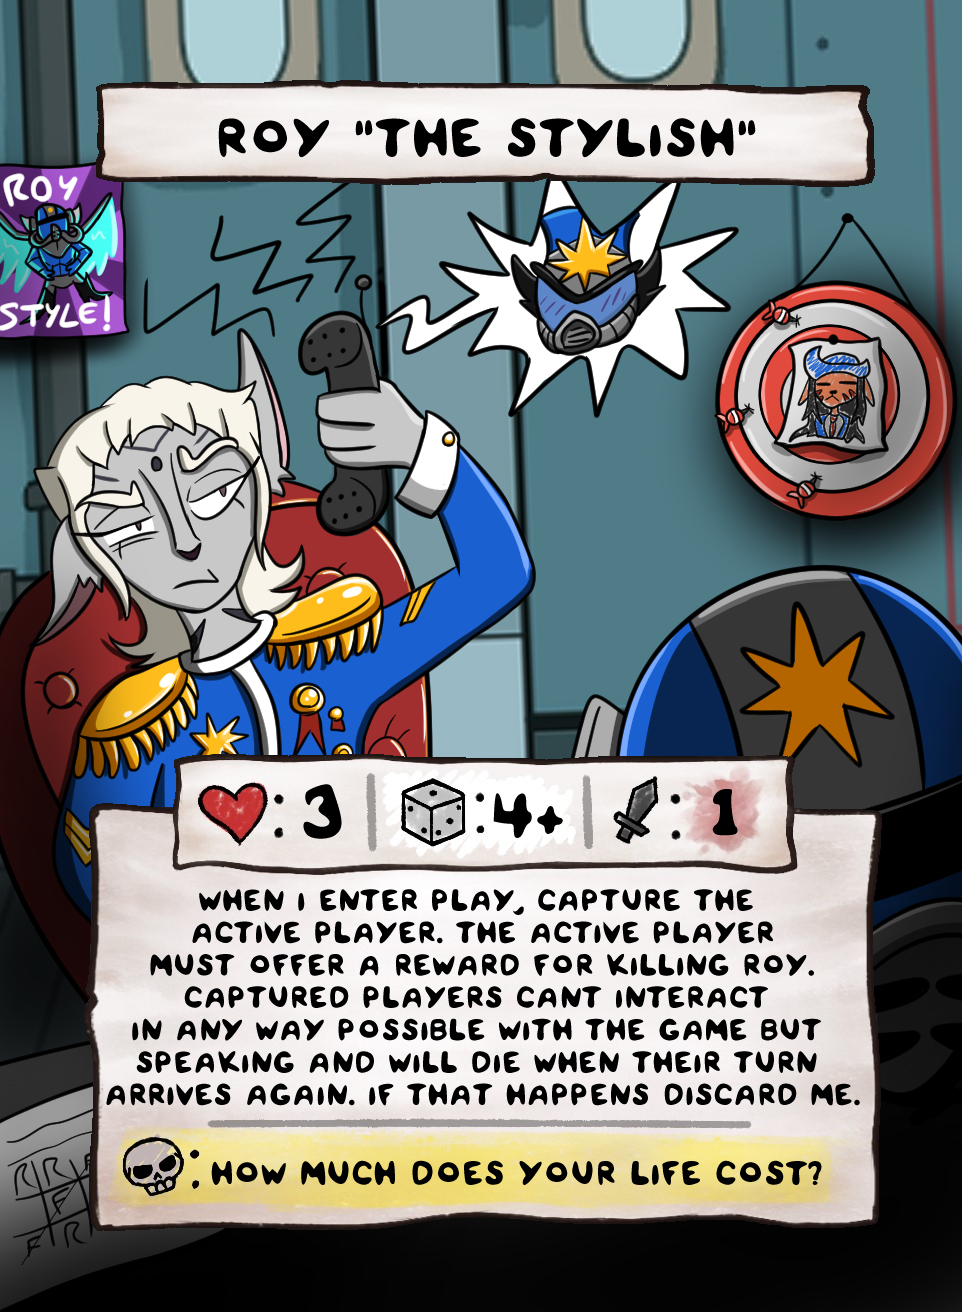 ROY "THE STYLISH"
ROY
STYLE!
: 3
: 4+
: 1
WHEN I ENTER PLAY, CAPTURE THE
ACTIVE PLAYER. THE ACTIVE PLAYER
MUST OFFER A REWARD FOR KILLING ROY.
CAPTURED PLAYERS CANT INTERACT
IN ANY WAY POSSIBLE WITH THE GAME BUT
SPEAKING AND WILL DIE WHEN THEIR TURN
ARRIVES AGAIN. IF THAT HAPPENS DISCARD ME.
: HOW MUCH DOES YOUR LIFE COST?
R R
F
F R